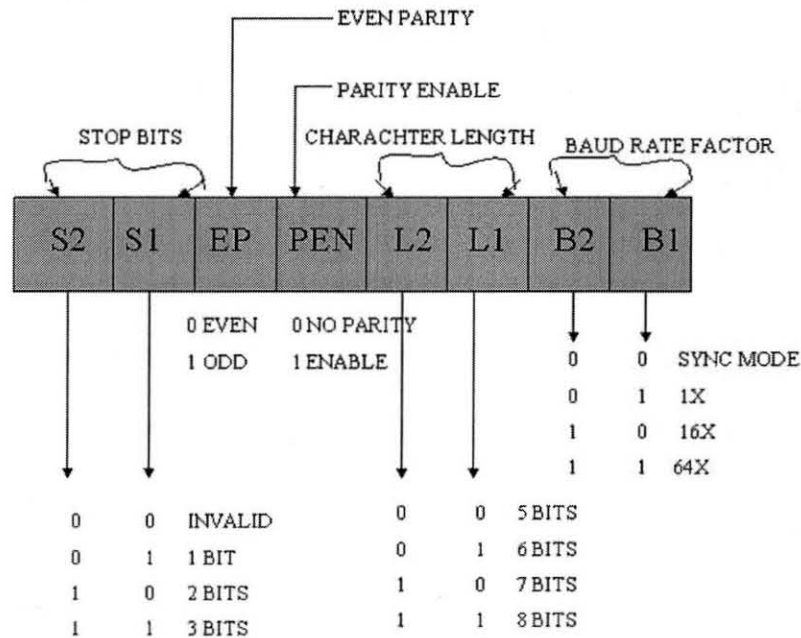 EVEN PARITY
PARITY ENABLE
STOP BITS
CHARACHTER LENGTH
BAUD RATE FACTOR
S2 S1 EP PEN L2 L1 B2 B1
0 EVEN 0 NO PARITY
1 ODD 1 ENABLE
0 0 SYNC MODE
0 1 1X
1 0 16X
1 1 64X
0 0 INVALID
0 1 1 BIT
1 0 2 BITS
1 1 3 BITS
0 0 5 BITS
0 1 6 BITS
1 0 7 BITS
1 1 8 BITS